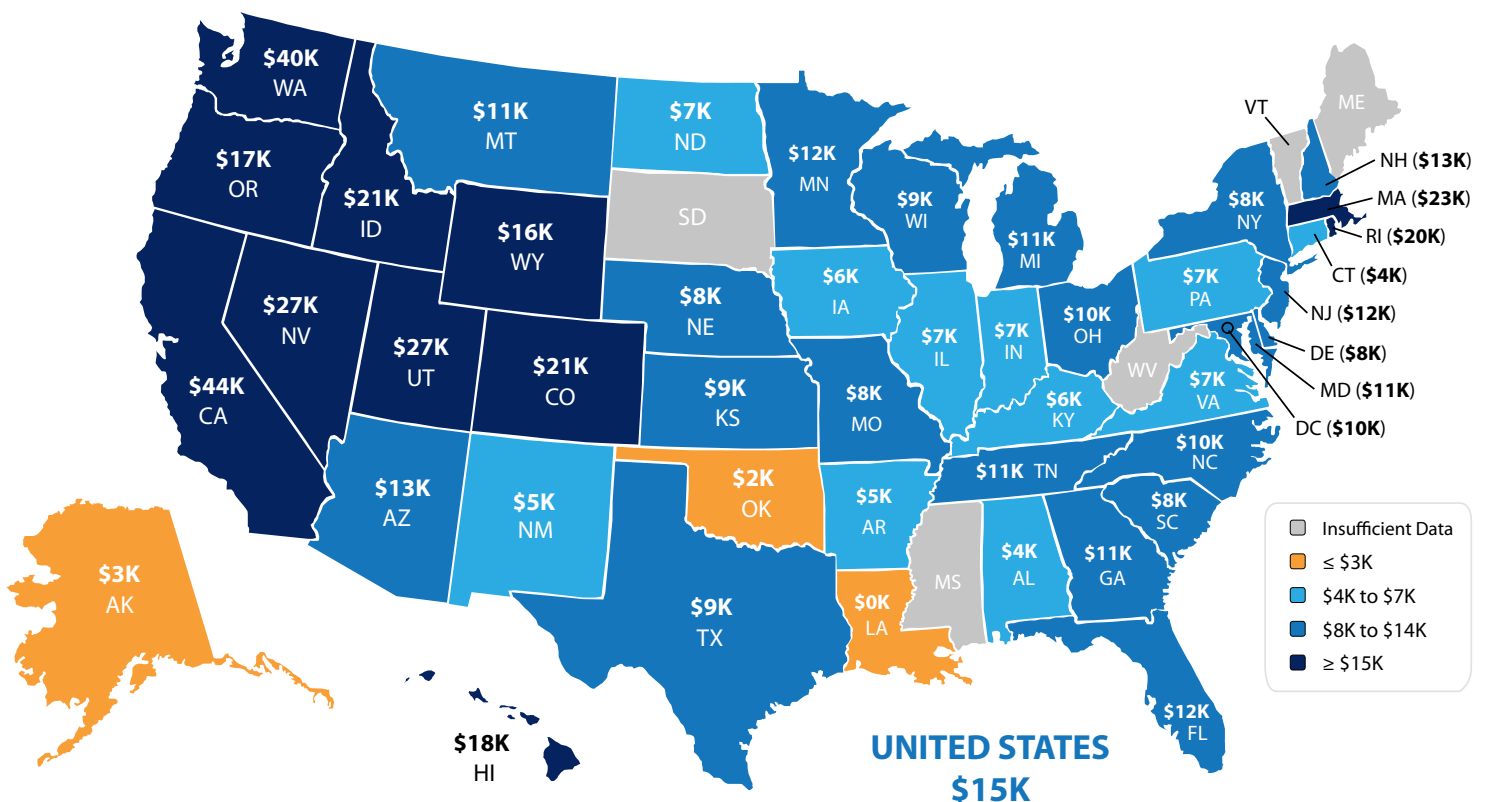 $40K
WA
$11K
MT
$7K
ND
$12K
MN
VT
ME
NH ($13K)
$17K
OR
$21K
ID
$16K
WY
SD
$9K
WI
$11K
MI
$8K
NY
MA ($23K)
RI ($20K)
CT ($4K)
NJ ($12K)
DE ($8K)
MD ($11K)
DC ($10K)
$27K
NV
$8K
NE
$6K
IA
$7K
PA
$44K
CA
$27K
UT
$21K
CO
$9K
KS
$8K
MO
$7K
IL
$7K
IN
$10K
OH
WV
$7K
VA
$6K
KY
$10K
NC
$11K TN
$13K
AZ
$5K
NM
$2K
OK
$5K
AR
$8K
SC
MS
$4K
AL
$11K
GA
$3K
AK
$9K
TX
$0K
LA
$12K
FL
$18K
HI
Insufficient Data
≤ $3K
$4K to $7K
$8K to $14K
≥ $15K
UNITED STATES
$15K